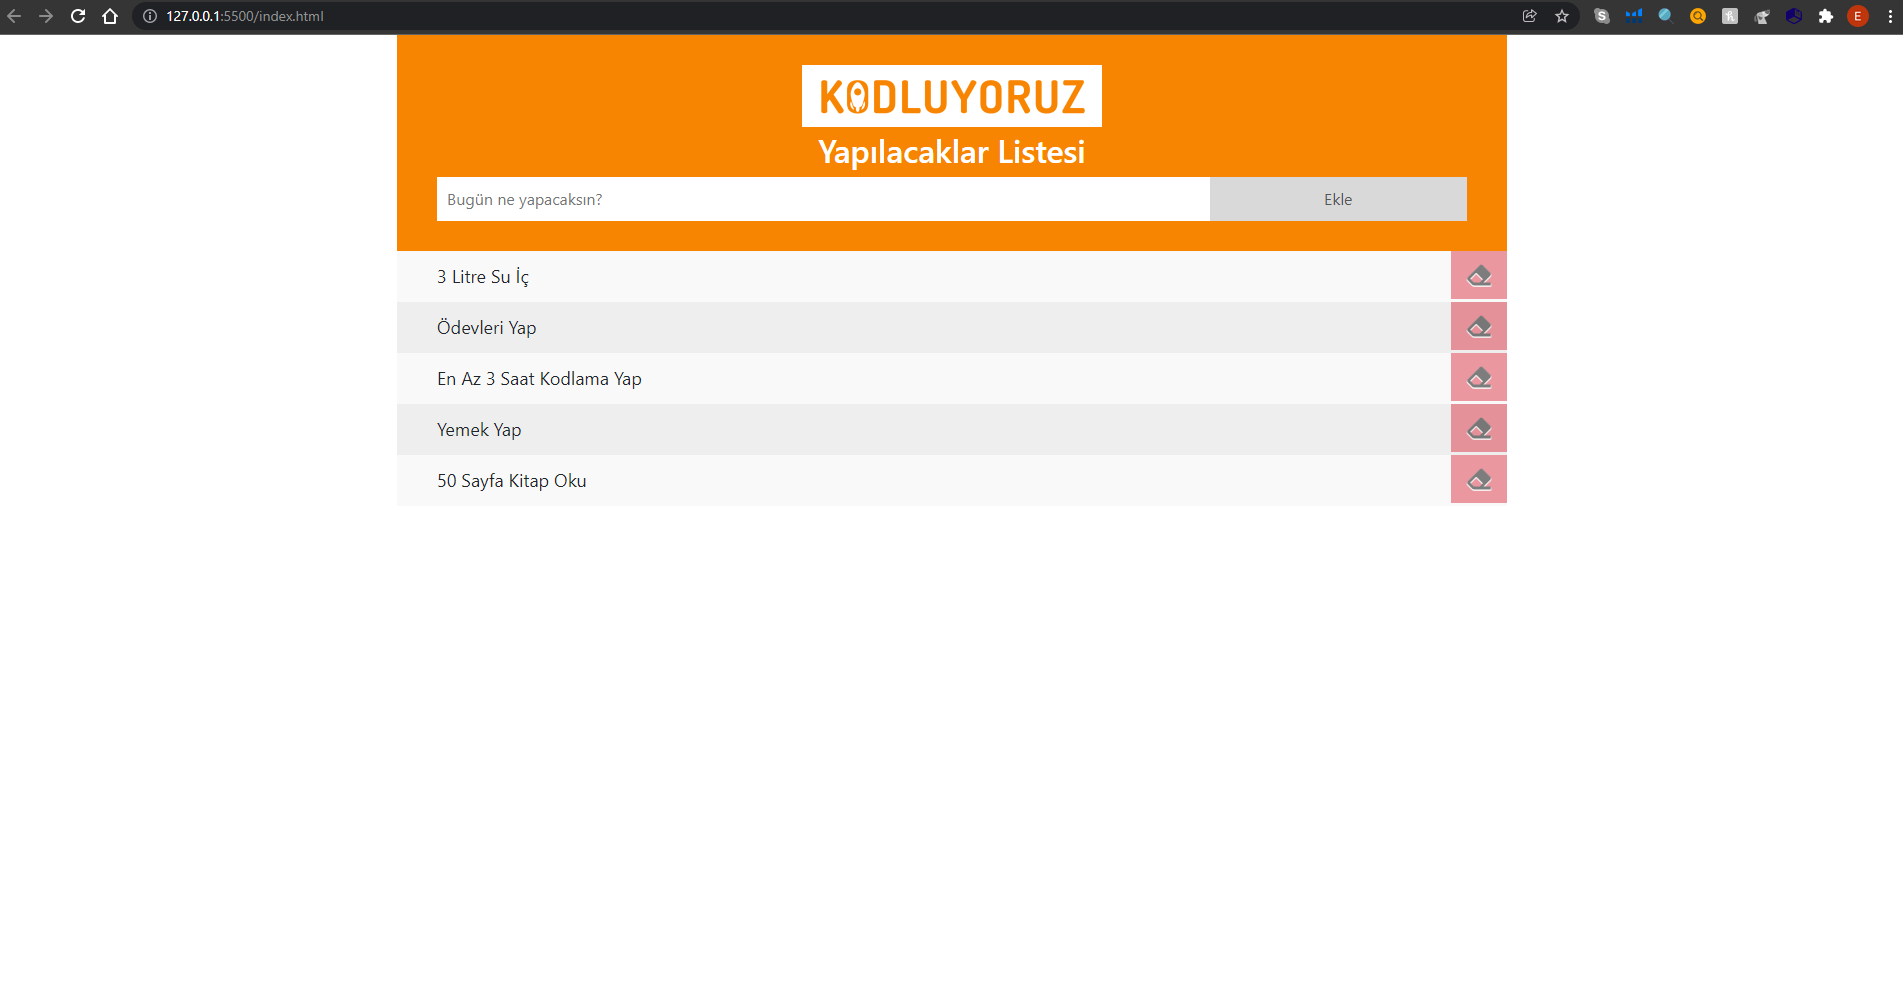 127.0.0.1:5500/index.html
E
KODLUYORUZ
Yapılacaklar Listesi
Bugün ne yapacaksın?
Ekle
3 Litre Su İç
Ödevleri Yap
En Az 3 Saat Kodlama Yap
Yemek Yap
50 Sayfa Kitap Oku